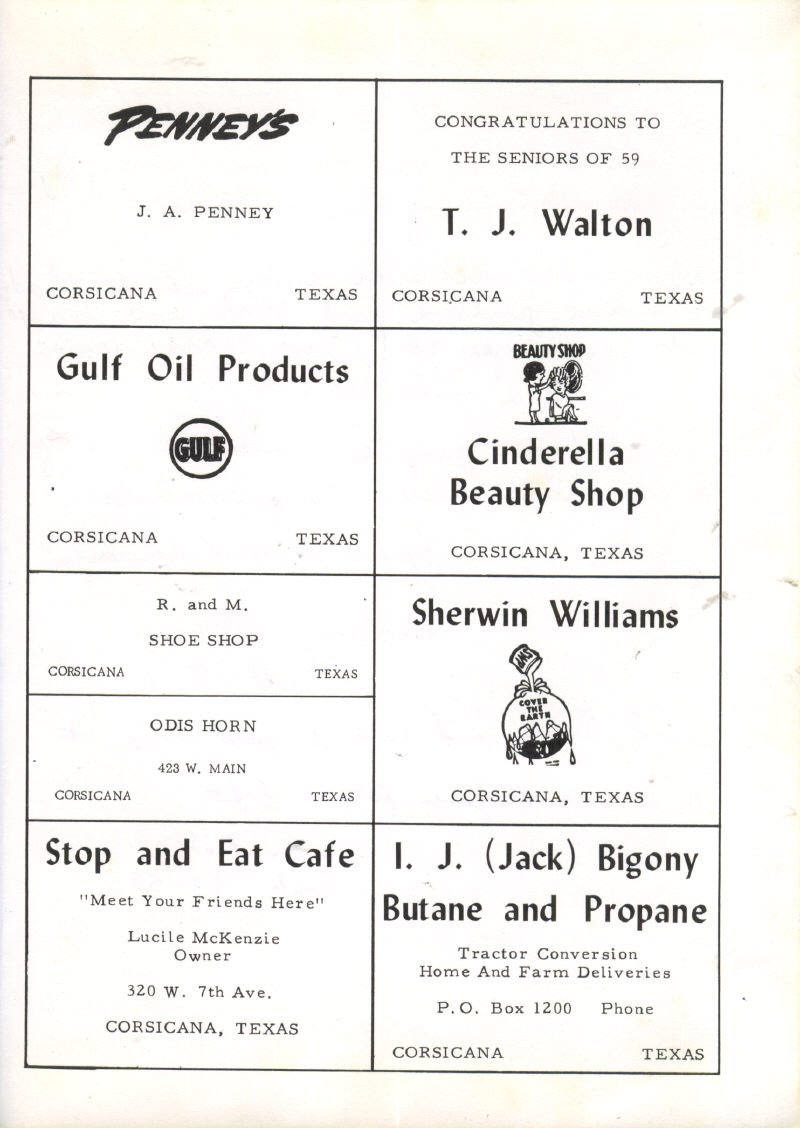 PENNEY'S
J. A. PENNEY
CORSICANA TEXAS
CONGRATULATIONS TO
THE SENIORS OF 59
T. J. Walton
CORSICANA TEXAS
Gulf Oil Products
GULF
CORSICANA TEXAS
BEAUTY SHOP
Cinderella
Beauty Shop
CORSICANA, TEXAS
R. and M.
SHOE SHOP
CORSICANA TEXAS
ODIS HORN
423 W. MAIN
CORSICANA TEXAS
Sherwin Williams
SWP
COVER
THE
EARTH
CORSICANA, TEXAS
Stop and Eat Cafe
"Meet Your Friends Here"
Lucile McKenzie
Owner
320 W. 7th Ave.
CORSICANA, TEXAS
I. J. (Jack) Bigony
Butane and Propane
Tractor Conversion
Home And Farm Deliveries
P.O. Box 1200 Phone
CORSICANA TEXAS